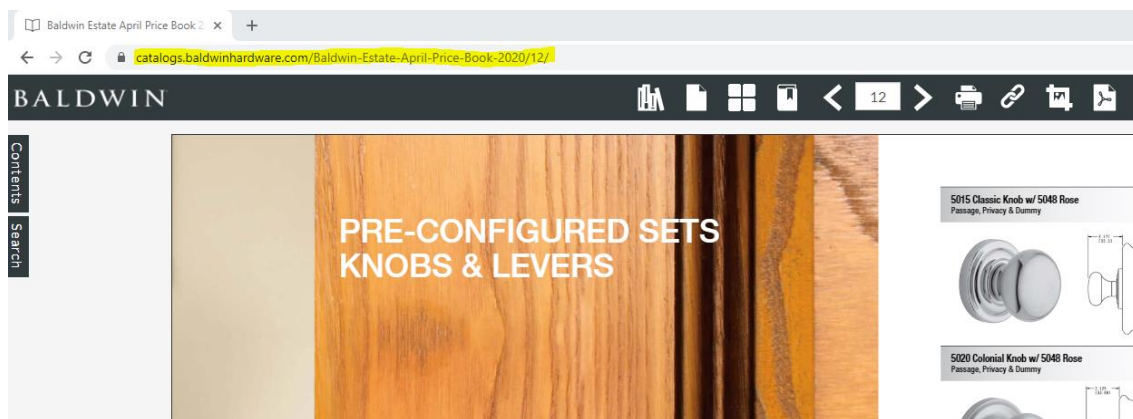 Baldwin Estate April Price Book 2
catalogs.baldwinhardware.com/Baldwin-Estate-April-Price-Book-2020/12/
BALDWIN
12
Contents
Search
PRE-CONFIGURED SETS
KNOBS & LEVERS
5015 Classic Knob w/ 5048 Rose
Passage, Privacy & Dummy
5020 Colonial Knob w/ 5048 Rose
Passage, Privacy & Dummy